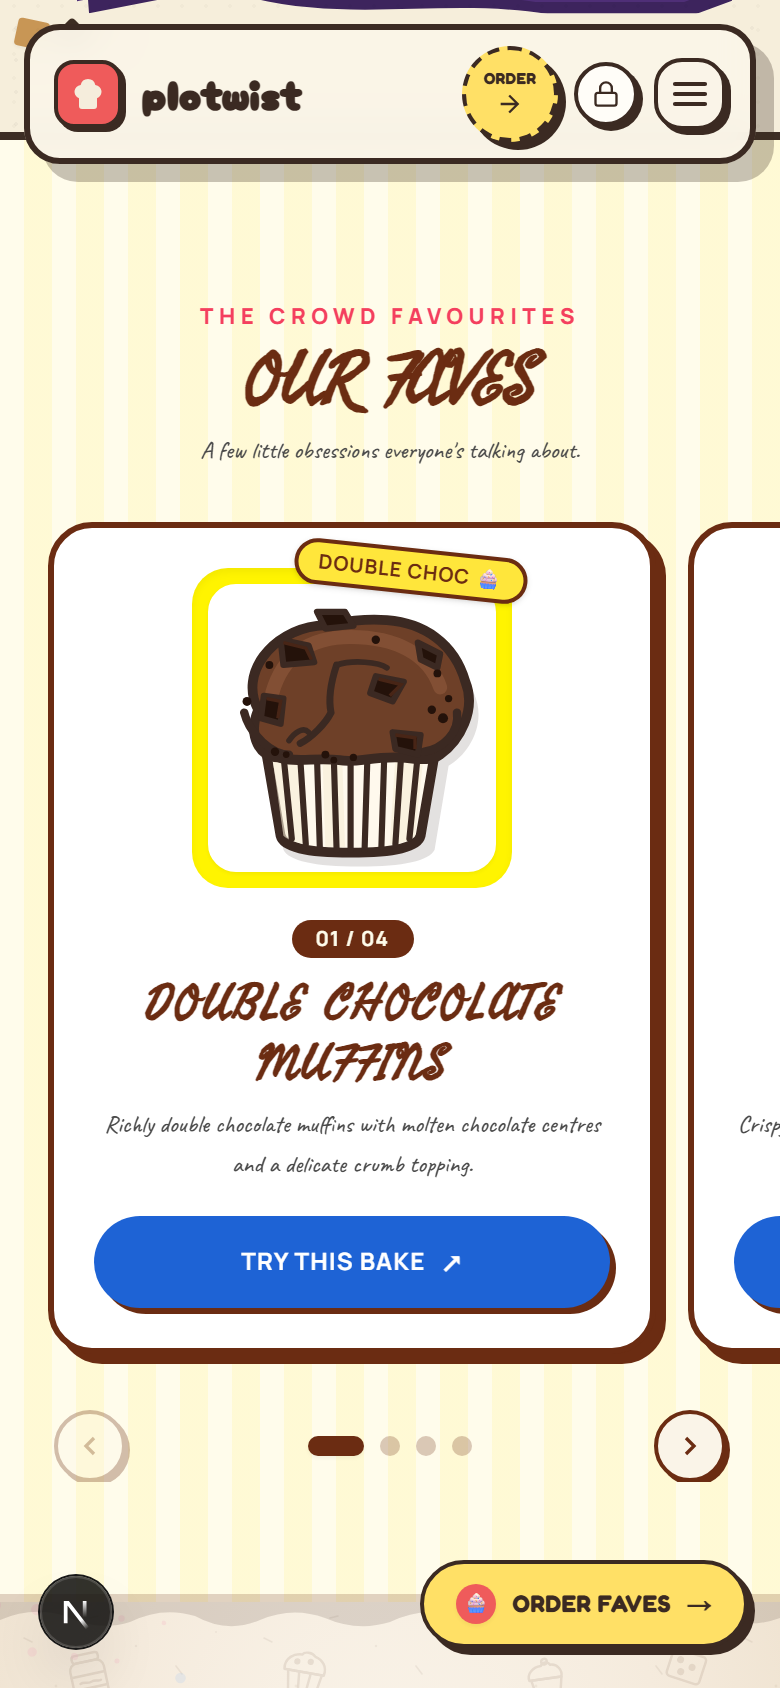 plotwist
ORDER
→
THE CROWD FAVOURITES
OUR FAVES
A few little obsessions everyone's talking about.
DOUBLE CHOC 🧁
01 / 04
DOUBLE CHOCOLATE
MUFFINS
Richly double chocolate muffins with molten chocolate centres
and a delicate crumb topping.
TRY THIS BAKE ↗
N
ORDER FAVES →